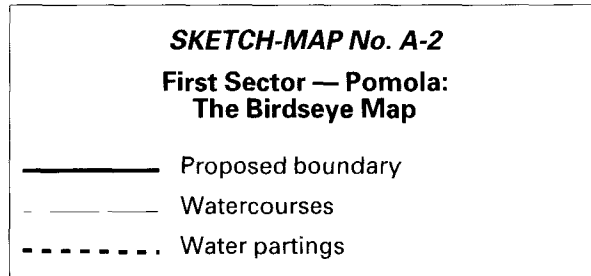 SKETCH-MAP No. A-2
First Sector — Pomola:
The Birdseye Map
Proposed boundary
Watercourses
Water partings